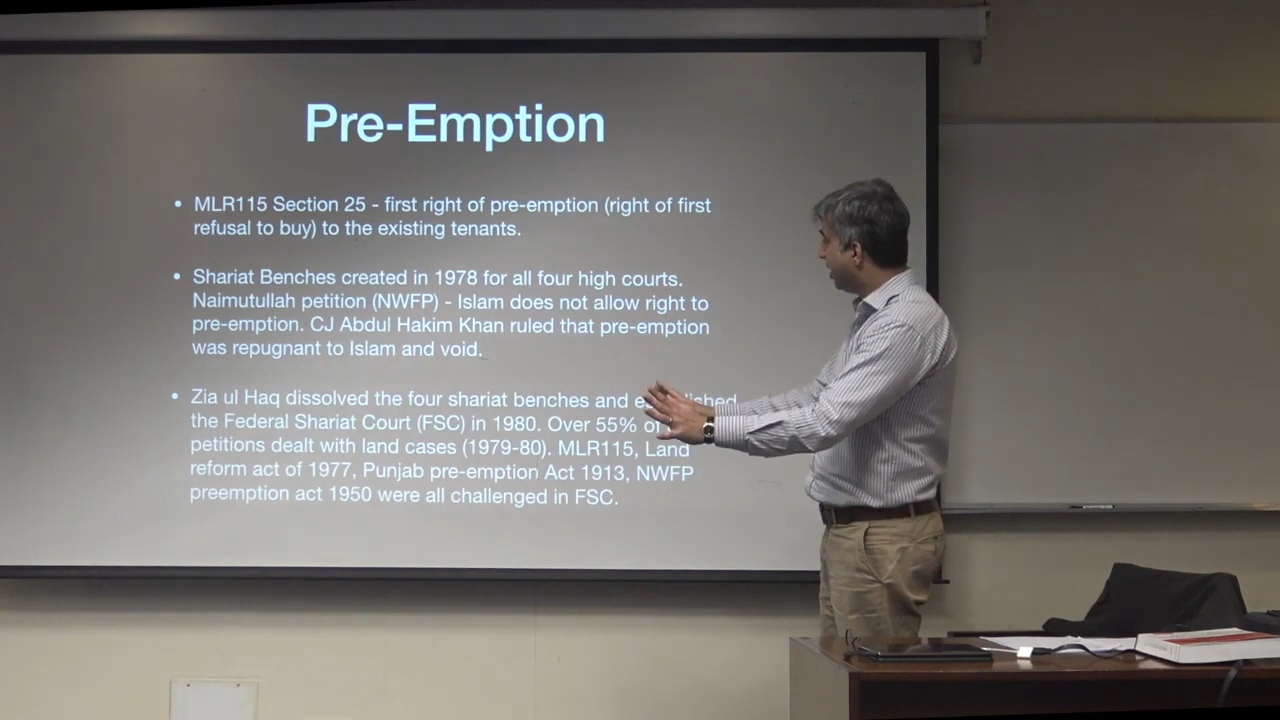 Pre-Emption
• MLR115 Section 25 - first right of pre-emption (right of first
refusal to buy) to the existing tenants.
• Shariat Benches created in 1978 for all four high courts.
Naimutullah petition (NWFP) - Islam does not allow right to
pre-emption. CJ Abdul Hakim Khan ruled that pre-emption
was repugnant to Islam and void.
• Zia ul Haq dissolved the four shariat benches and
the Federal Shariat Court (FSC) in 1980. Over 55% of
petitions dealt with land cases (1979-80). MLR115, Land
reform act of 1977, Punjab pre-emption Act 1913, NWFP
preemption act 1950 were all challenged in FSC.